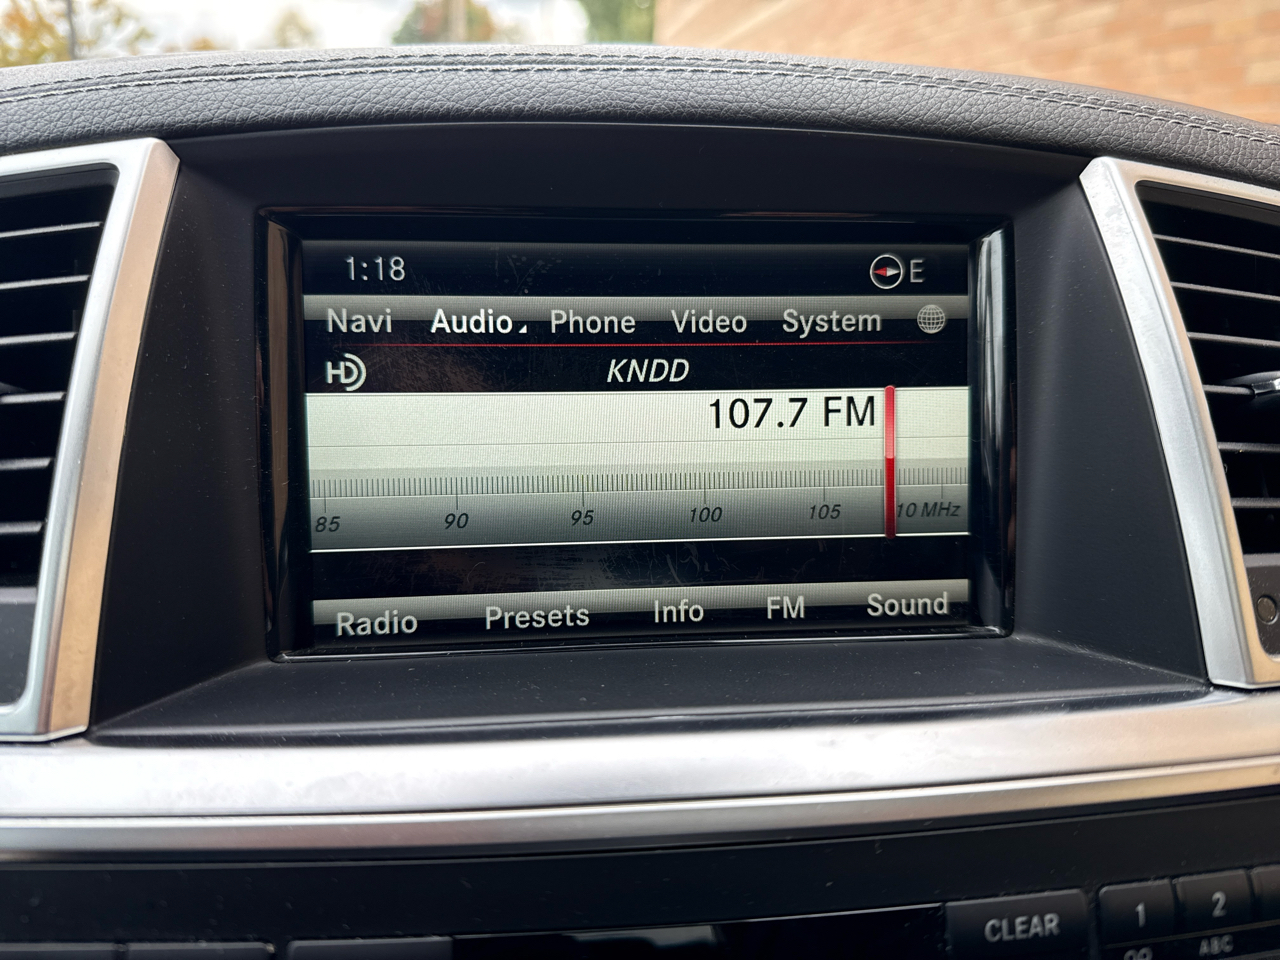 1:18 E
Navi Audio Phone Video System
HD KNDD
107.7 FM
85 90 95 100 105 10 MHz
Radio Presets Info FM Sound
CLEAR 1 2
ABC